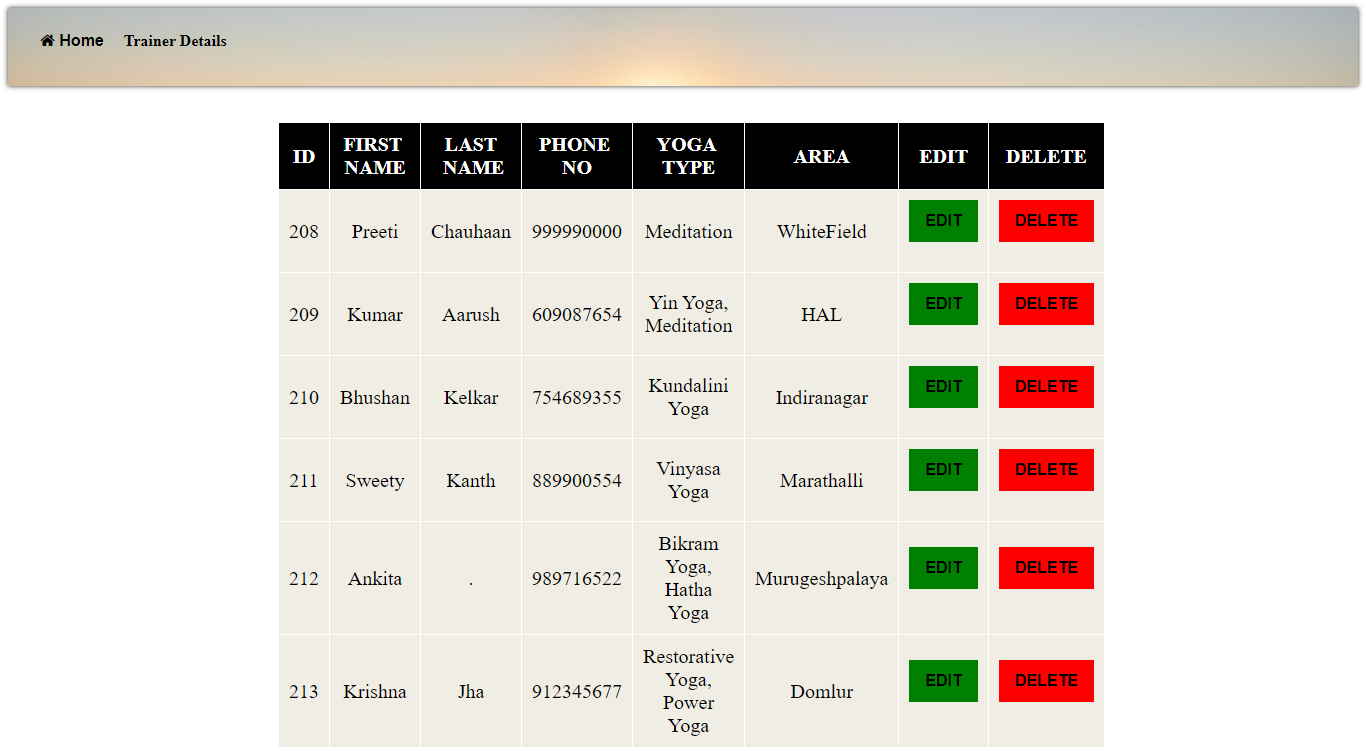 Home Trainer Details
ID FIRST NAME LAST NAME PHONE NO YOGA TYPE AREA EDIT DELETE
208 Preeti Chauhaan 999990000 Meditation WhiteField EDIT DELETE
209 Kumar Aarush 609087654 Yin Yoga, Meditation HAL EDIT DELETE
210 Bhushan Kelkar 754689355 Kundalini Yoga Indiranagar EDIT DELETE
211 Sweety Kanth 889900554 Vinyasa Yoga Marathalli EDIT DELETE
212 Ankita . 989716522 Bikram Yoga, Hatha Yoga Murugeshpalaya EDIT DELETE
213 Krishna Jha 912345677 Restorative Yoga, Power Yoga Domlur EDIT DELETE